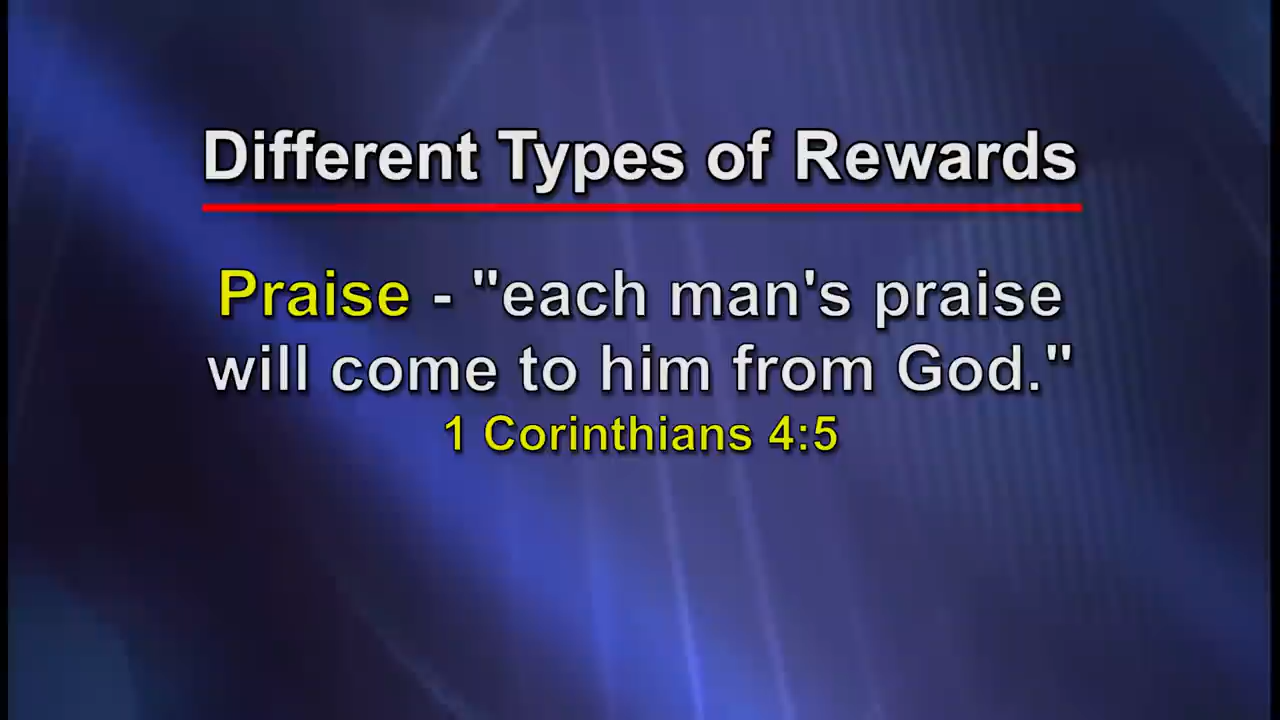 Different Types of Rewards
Praise - "each man's praise
will come to him from God."
1 Corinthians 4:5